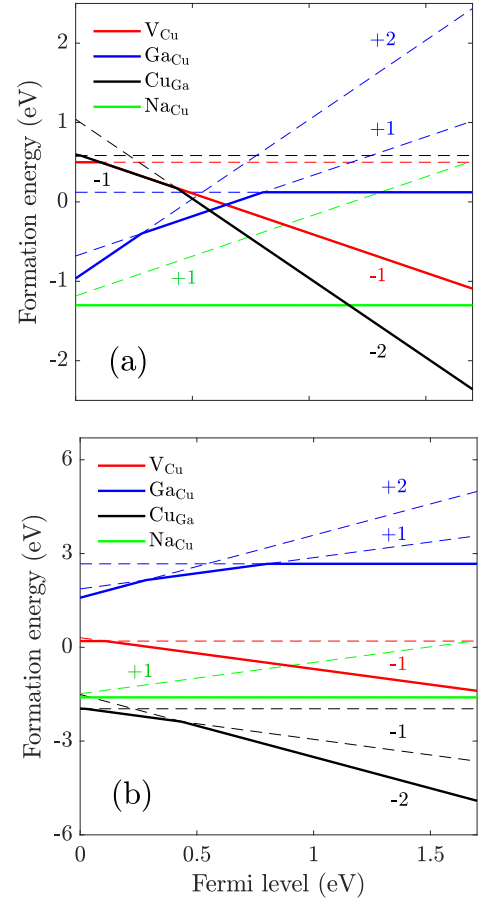 2
1
0
-1
-2
Formation energy (eV)
V_Cu
Ga_Cu
Cu_Ga
Na_Cu
+2
+1
-1
+1
-1
-2
(a)
6
3
0
-3
-6
Formation energy (eV)
V_Cu
Ga_Cu
Cu_Ga
Na_Cu
+2
+1
+1
-1
-1
-2
(b)
0 0.5 1.0 1.5
Fermi level (eV)